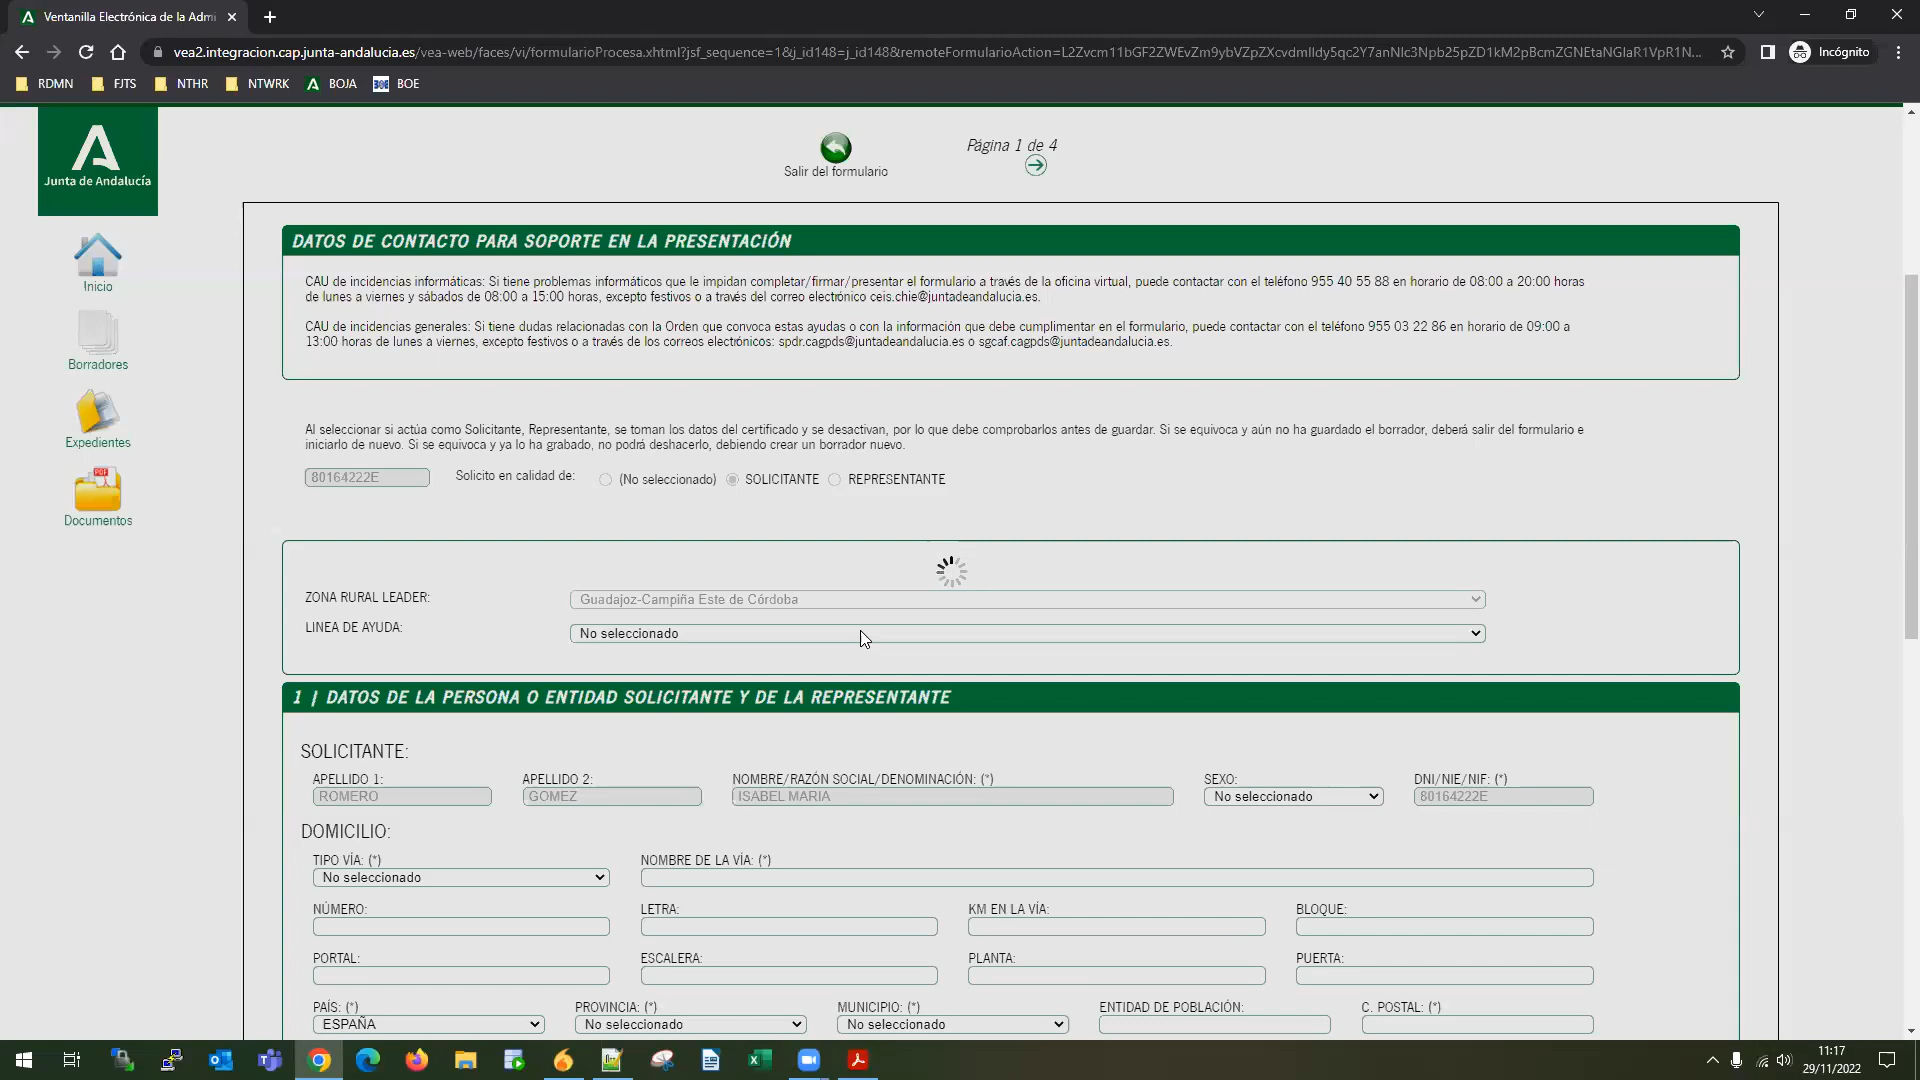 Ventanilla Electrónica de la Admi
Incógnito
vea2.integracion.cap.junta-andalucia.es/vea-web/faces/vi/formularioProcesa.xhtml?jsf_sequence=1&j_id148=j_id148&remoteFormularioAction=
RDMN FJTS NTHR NTWRK BOJA BOE
Junta de Andalucía
Salir del formulario
Página 1 de 4
Inicio
Borradores
Expedientes
Documentos
DATOS DE CONTACTO PARA SOPORTE EN LA PRESENTACIÓN
CAU de incidencias informáticas: Si tiene problemas informáticos que le impidan completar/firmar/presentar el formulario a través de la oficina virtual, puede contactar con el teléfono 955 40 55 88 en horario de 08:00 a 20:00 horas
de lunes a viernes y sábados de 08:00 a 15:00 horas, excepto festivos o a través del correo electrónico ceis.chie@juntadeandalucia.es.
CAU de incidencias generales: Si tiene dudas relacionadas con la Orden que convoca estas ayudas o con la información que debe cumplimentar en el formulario, puede contactar con el teléfono 955 03 22 86 en horario de 09:00 a
13:00 horas de lunes a viernes, excepto festivos o a través de los correos electrónicos: spdr.cagpds@juntadeandalucia.es o sgcaf.cagpds@juntadeandalucia.es.
Al seleccionar si actúa como Solicitante, Representante, se toman los datos del certificado y se desactivan, por lo que debe comprobarlos antes de guardar. Si se equivoca y aún no ha guardado el borrador, deberá salir del formulario e
iniciarlo de nuevo. Si se equivoca y ya lo ha grabado, no podrá deshacerlo, debiendo crear un borrador nuevo.
80164222E Solicito en calidad de: (No seleccionado) SOLICITANTE REPRESENTANTE
ZONA RURAL LEADER: Guadajoz-Campiña Este de Córdoba
LINEA DE AYUDA: No seleccionado
1 | DATOS DE LA PERSONA O ENTIDAD SOLICITANTE Y DE LA REPRESENTANTE
SOLICITANTE:
APELLIDO 1: APELLIDO 2: NOMBRE/RAZÓN SOCIAL/DENOMINACIÓN: (*) SEXO: DNI/NIE/NIF: (*)
ROMERO GOMEZ ISABEL MARIA No seleccionado 80164222E
DOMICILIO:
TIPO VÍA: (*) NOMBRE DE LA VÍA: (*)
No seleccionado
NÚMERO: LETRA: KM EN LA VÍA: BLOQUE:
PORTAL: ESCALERA: PLANTA: PUERTA:
PAÍS: (*) PROVINCIA: (*) MUNICIPIO: (*) ENTIDAD DE POBLACIÓN: C. POSTAL: (*)
ESPAÑA No seleccionado No seleccionado
11:17
29/11/2022